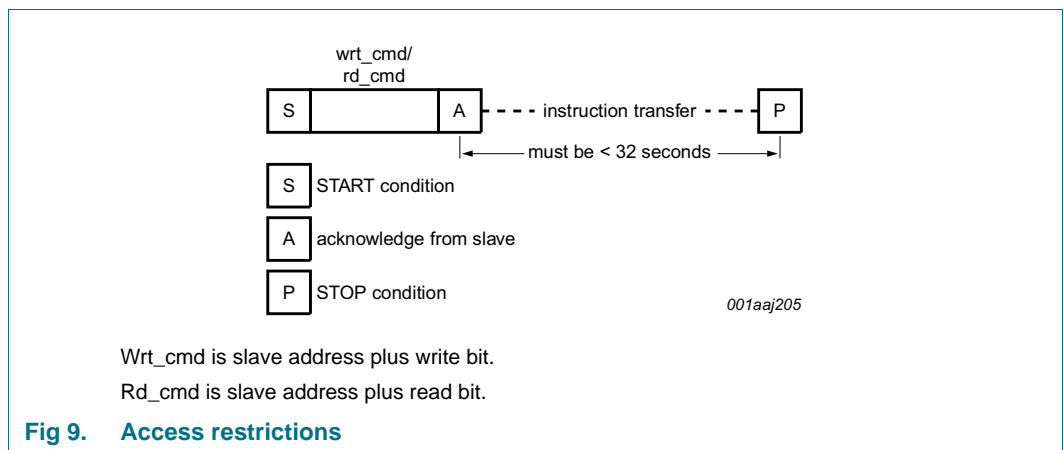 wrt_cmd/
rd_cmd
S A instruction transfer P
must be < 32 seconds
S START condition
A acknowledge from slave
P STOP condition
001aaj205
Wrt_cmd is slave address plus write bit.
Rd_cmd is slave address plus read bit.
Fig 9. Access restrictions